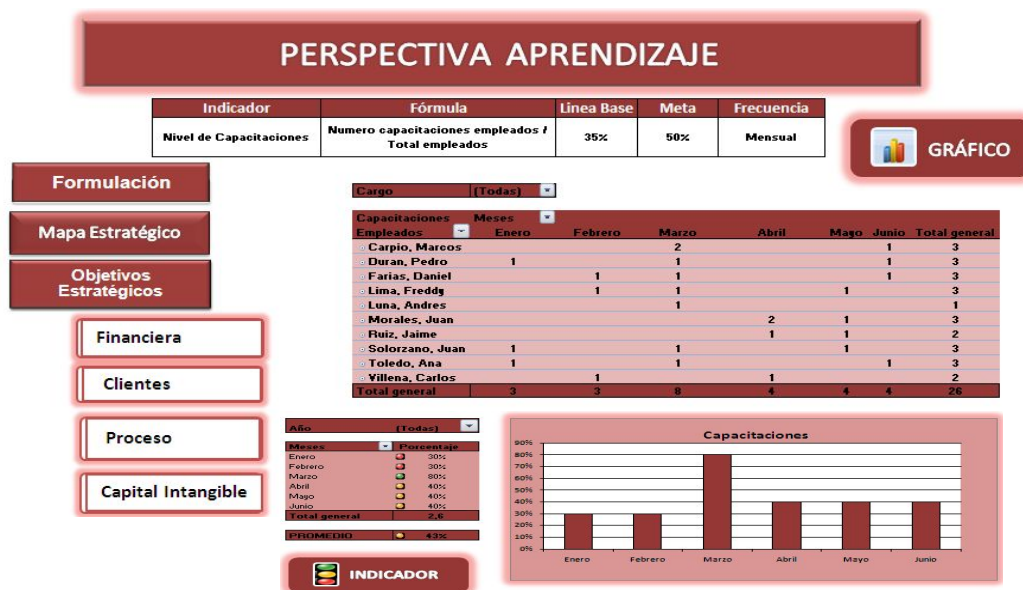 PERSPECTIVA APRENDIZAJE
Indicador Fórmula Linea Base Meta Frecuencia
Nivel de Capacitaciones Numero capacitaciones empleados / Total empleados 35% 50% Mensual
GRÁFICO
Formulación
Mapa Estratégico
Objetivos
Estratégicos
Financiera
Clientes
Proceso
Capital Intangible
Cargo (Todas)
Capacitaciones Meses
Empleados Enero Febrero Marzo Abril Mayo Junio Total general
Carpio, Marcos 2 1 3
Duran, Pedro 1 1 1 3
Farias, Daniel 1 1 1 3
Lima, Freddy 1 1 1 3
Luna, Andres 1 1
Morales, Juan 2 1 3
Ruiz, Jaime 1 1 2
Solorzano, Juan 1 1 1 3
Toledo, Ana 1 1 1 3
Villena, Carlos 1 1 2
Total general 3 3 8 4 4 4 26
Año (Todas)
Meses Porcentaje
Enero 30%
Febrero 30%
Marzo 80%
Abril 40%
Mayo 40%
Junio 40%
Total general 2,6
PROMEDIO 43%
INDICADOR
Capacitaciones
90%
80%
70%
60%
50%
40%
30%
20%
10%
0%
Enero Febrero Marzo Abril Mayo Junio